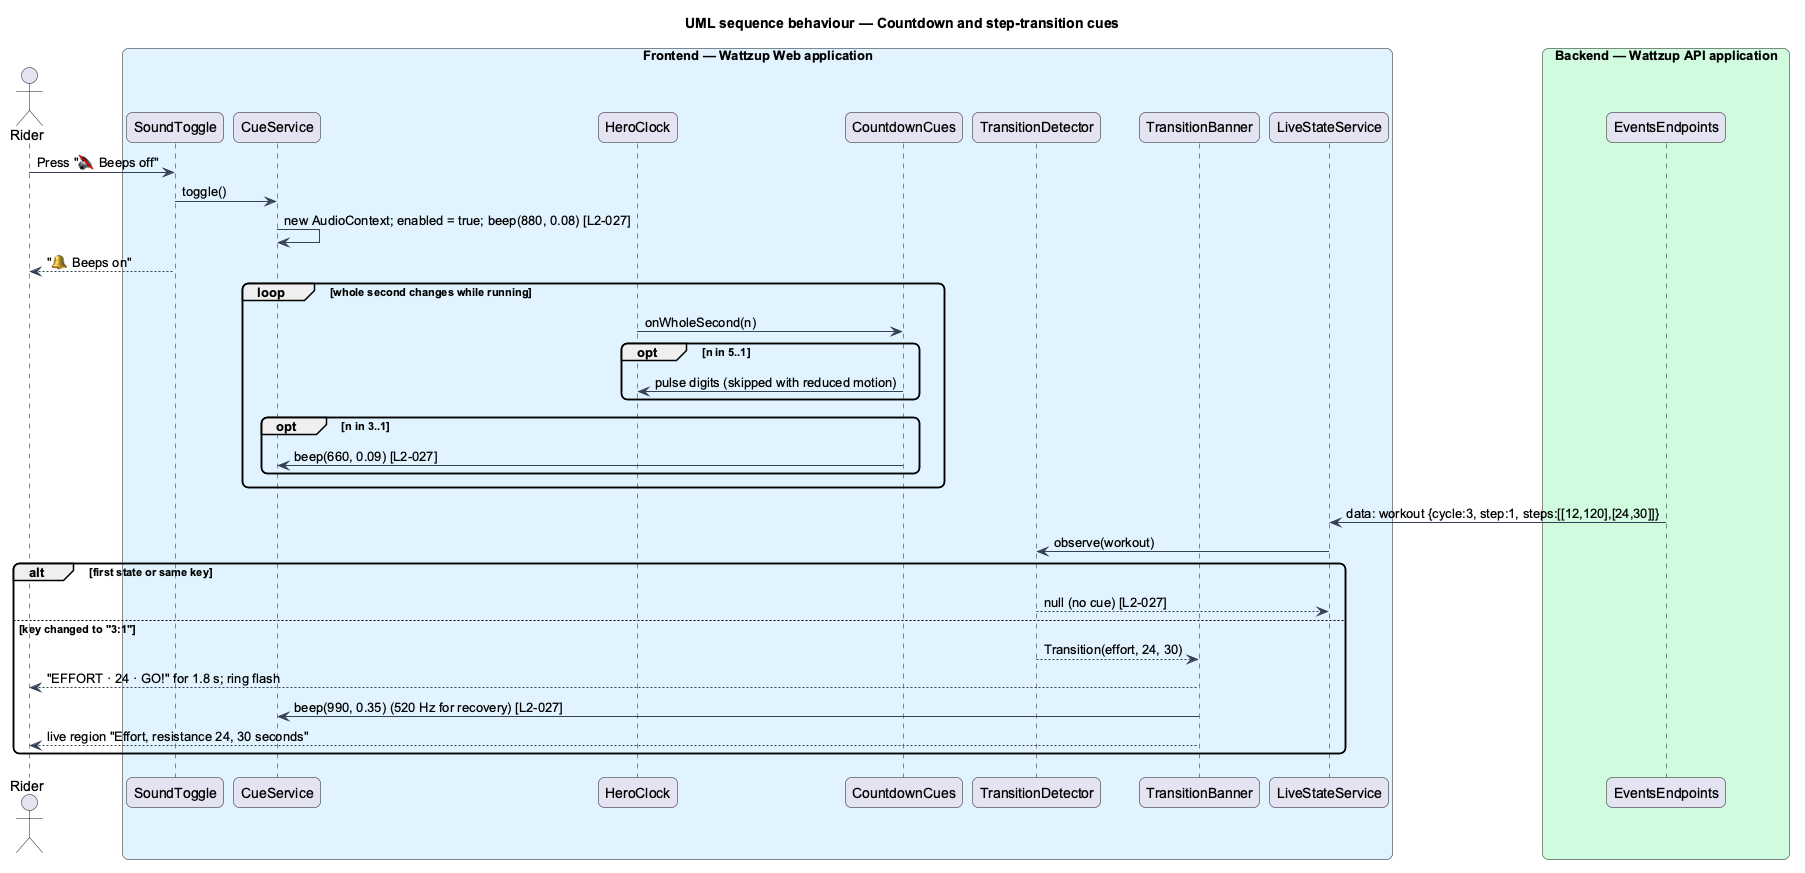 UML sequence behaviour — Countdown and step-transition cues
Frontend — Wattzup Web application
Backend — Wattzup API application
Rider
SoundToggle
CueService
HeroClock
CountdownCues
TransitionDetector
TransitionBanner
LiveStateService
EventsEndpoints
Press "🔕 Beeps off"
toggle()
new AudioContext; enabled = true; beep(880, 0.08) [L2-027]
"🔔 Beeps on"
loop [whole second changes while running]
onWholeSecond(n)
opt [n in 5..1]
pulse digits (skipped with reduced motion)
opt [n in 3..1]
beep(660, 0.09) [L2-027]
data: workout {cycle:3, step:1, steps:[[12,120],[24,30]]}
observe(workout)
alt [first state or same key]
null (no cue) [L2-027]
[key changed to "3:1"]
Transition(effort, 24, 30)
"EFFORT · 24 · GO!" for 1.8 s; ring flash
beep(990, 0.35) (520 Hz for recovery) [L2-027]
live region "Effort, resistance 24, 30 seconds"
Rider
SoundToggle
CueService
HeroClock
CountdownCues
TransitionDetector
TransitionBanner
LiveStateService
EventsEndpoints